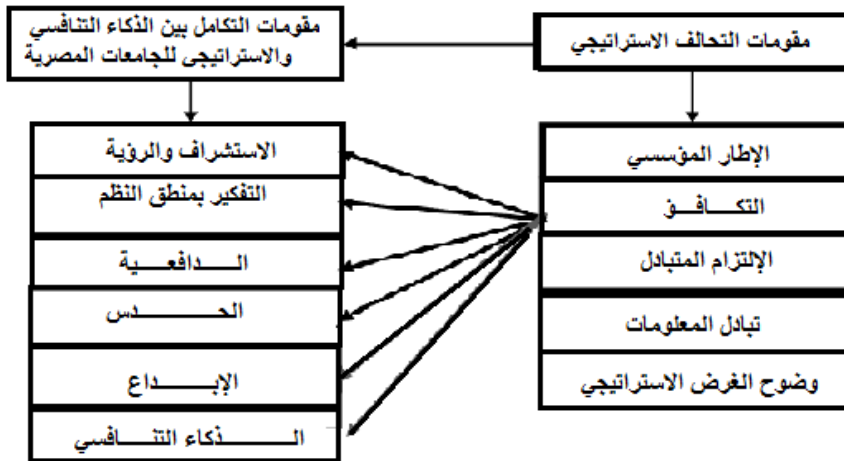 مقومات التحالف الاستراتيجي
مقومات التكامل بين الذكاء التنافسي
والاستراتيجى للجامعات المصرية
الإطار المؤسسي
التكـــافـــؤ
الإلتزام المتبادل
تبادل المعلومات
وضوح الغرض الاستراتيجي
الاستشراف والرؤية
التفكير بمنطق النظم
الـــدافعـــية
الحـــــدس
الإبـــــداع
الـــــذكاء التنـــافسي